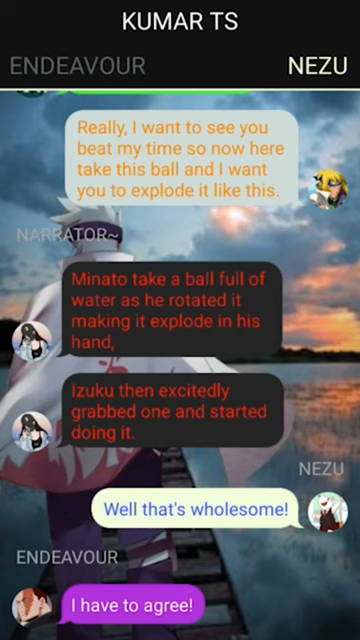 KUMAR TS
ENDEAVOUR NEZU
Really, I want to see you
beat my time so now here
take this ball and I want
you to explode it like this.
NARRATOR~
Minato take a ball full of
water as he rotated it
making it explode in his
hand,
Izuku then excitedly
grabbed one and started
doing it.
NEZU
Well that's wholesome!
ENDEAVOUR
I have to agree!